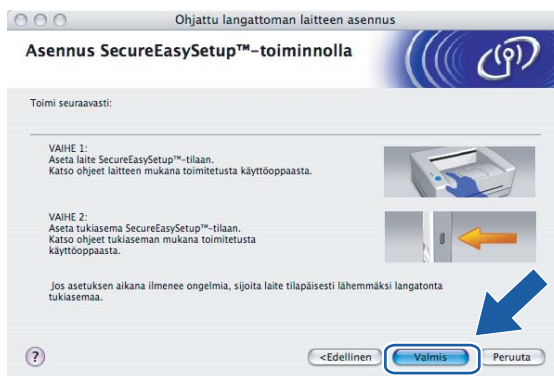 Ohjattu langattoman laitteen asennus
Asennus SecureEasySetup™-toiminnolla
Toimi seuraavasti:
VAIHE 1:
Aseta laite SecureEasySetup™-tilaan.
Katso ohjeet laitteen mukana toimitetusta käyttöoppaasta.
VAIHE 2:
Aseta tukiasema SecureEasySetup™-tilaan.
Katso ohjeet tukiaseman mukana toimitetusta
käyttöoppaasta.
Jos asetuksen aikana ilmenee ongelmia, sijoita laite tilapäisesti lähemmäksi langatonta
tukiasemaa.
? <Edellinen Valmis Peruuta